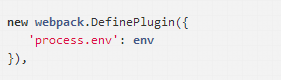 new webpack.DefinePlugin({
   'process.env': env
}),